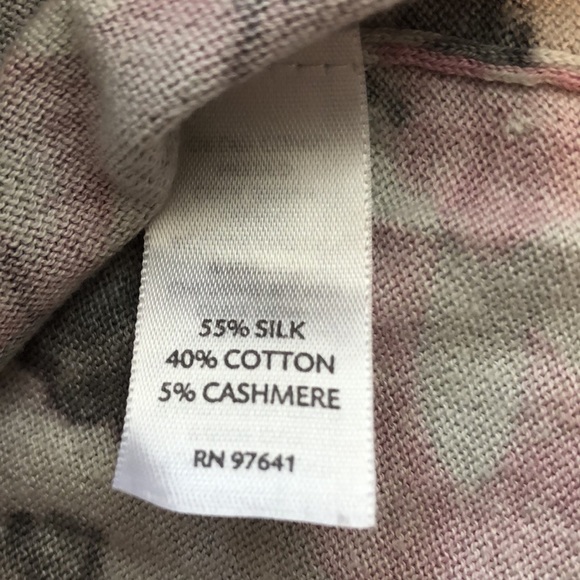 55% SILK
40% COTTON
5% CASHMERE
RN 97641